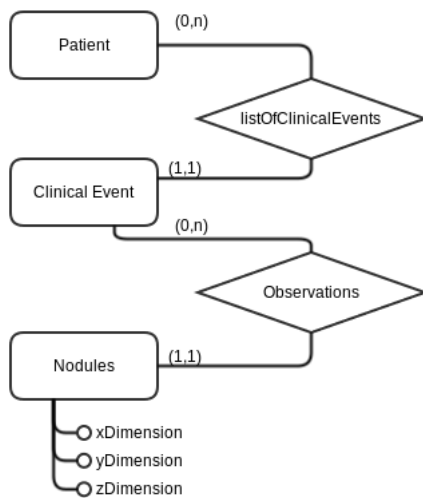 (0,n)
Patient
listOfClinicalEvents
(1,1)
Clinical Event
(0,n)
Observations
(1,1)
Nodules
xDimension
yDimension
zDimension